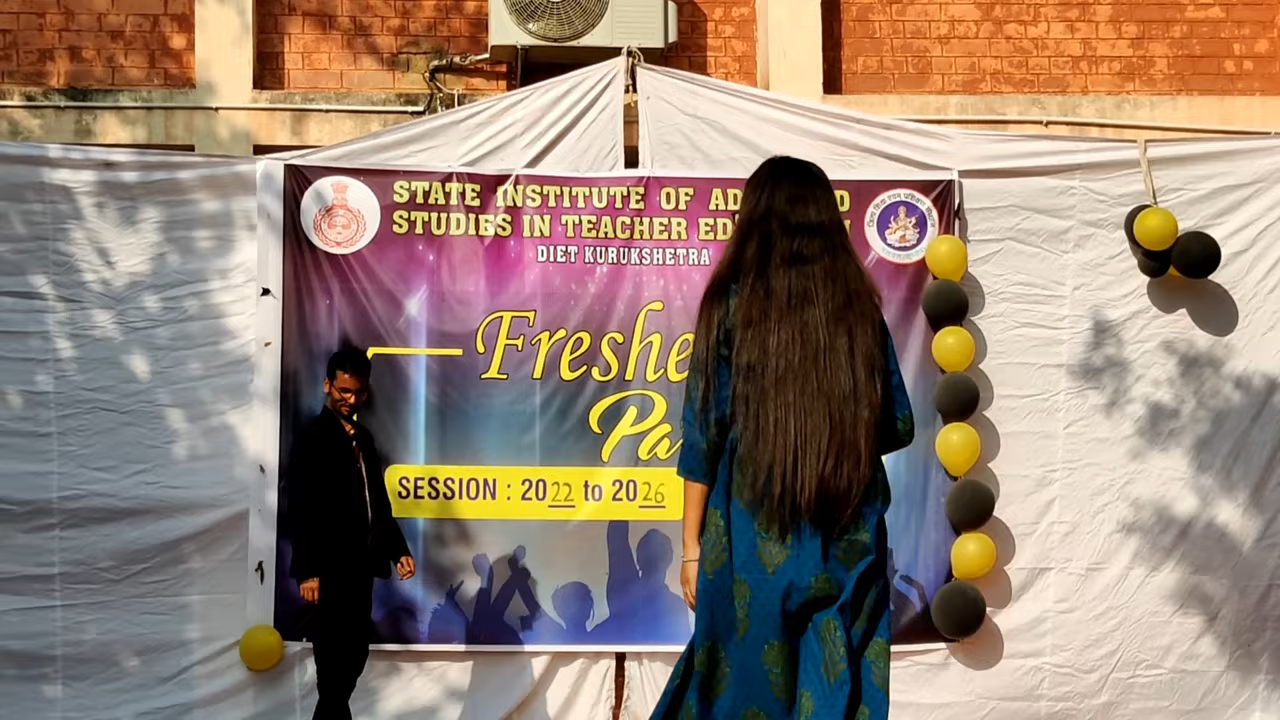 STATE INSTITUTE OF AD D
STUDIES IN TEACHER ED
DIET KURUKSHETRA
Freshe
Pa
SESSION : 2022 to 2026